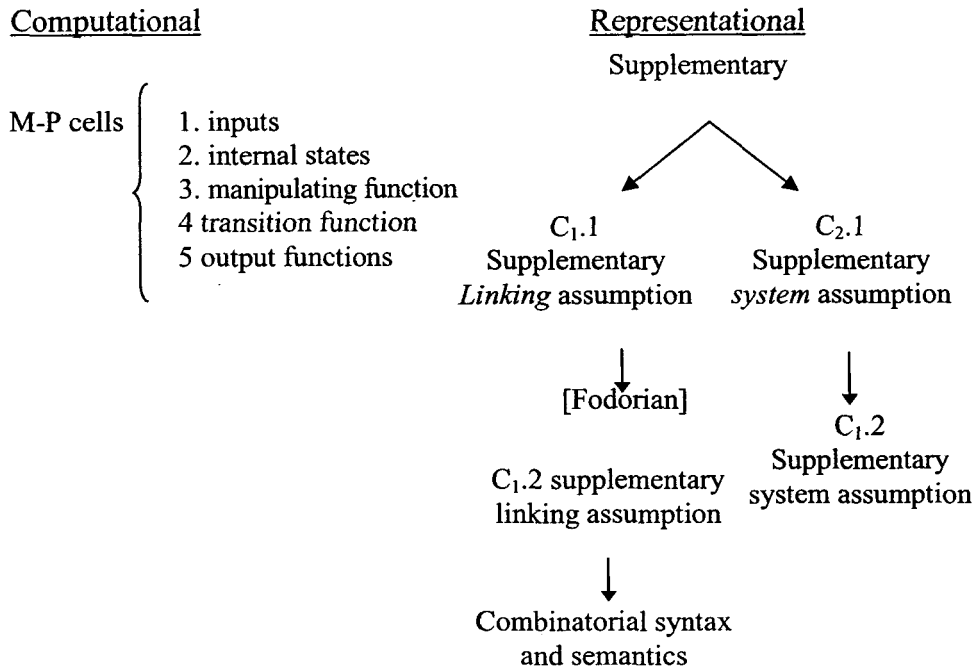 Computational
M-P cells
1. inputs
2. internal states
3. manipulating function
4 transition function
5 output functions
Representational
Supplementary
C₁.1
Supplementary
Linking assumption
[Fodorian]
C₁.2 supplementary
linking assumption
Combinatorial syntax
and semantics
C₂.1
Supplementary
system assumption
C₁.2
Supplementary
system assumption